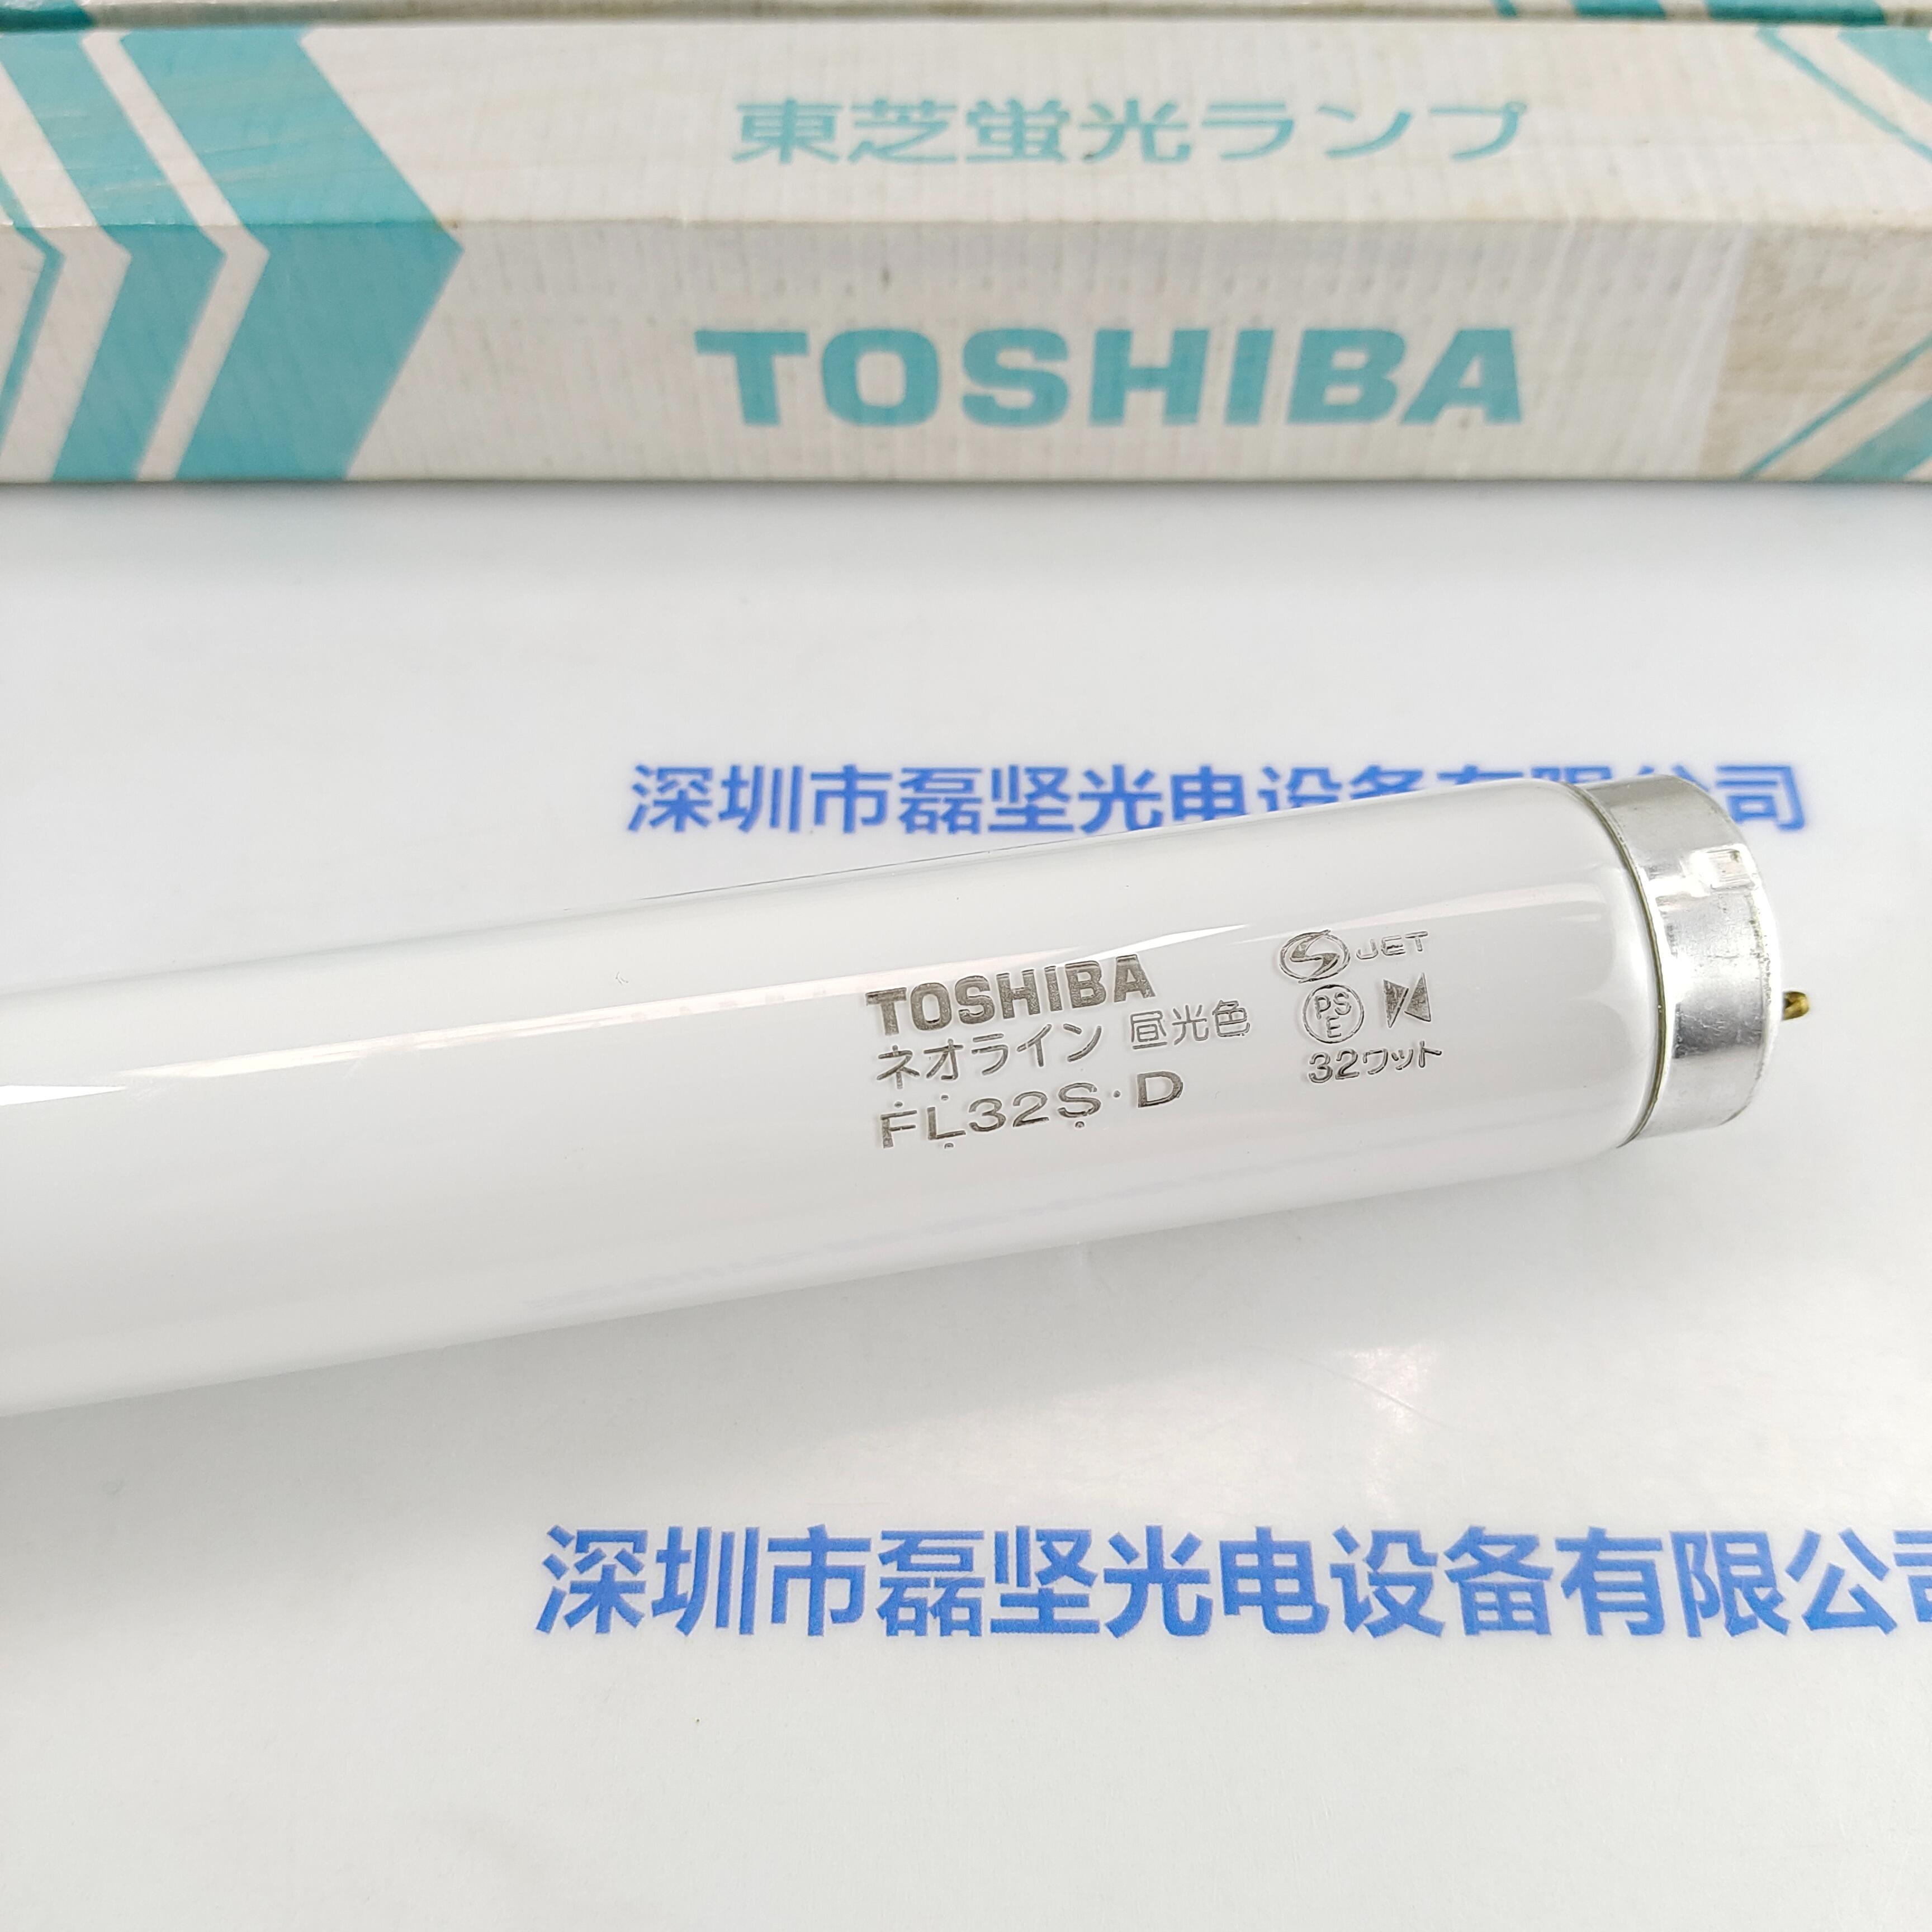 東芝蛍光ランプ
TOSHIBA
深圳市磊坚光电设备有限公司
TOSHIBA
ネオライン 昼光色
FL32S·D
JET
PS
E
32ワット
深圳市磊坚光电设备有限公司